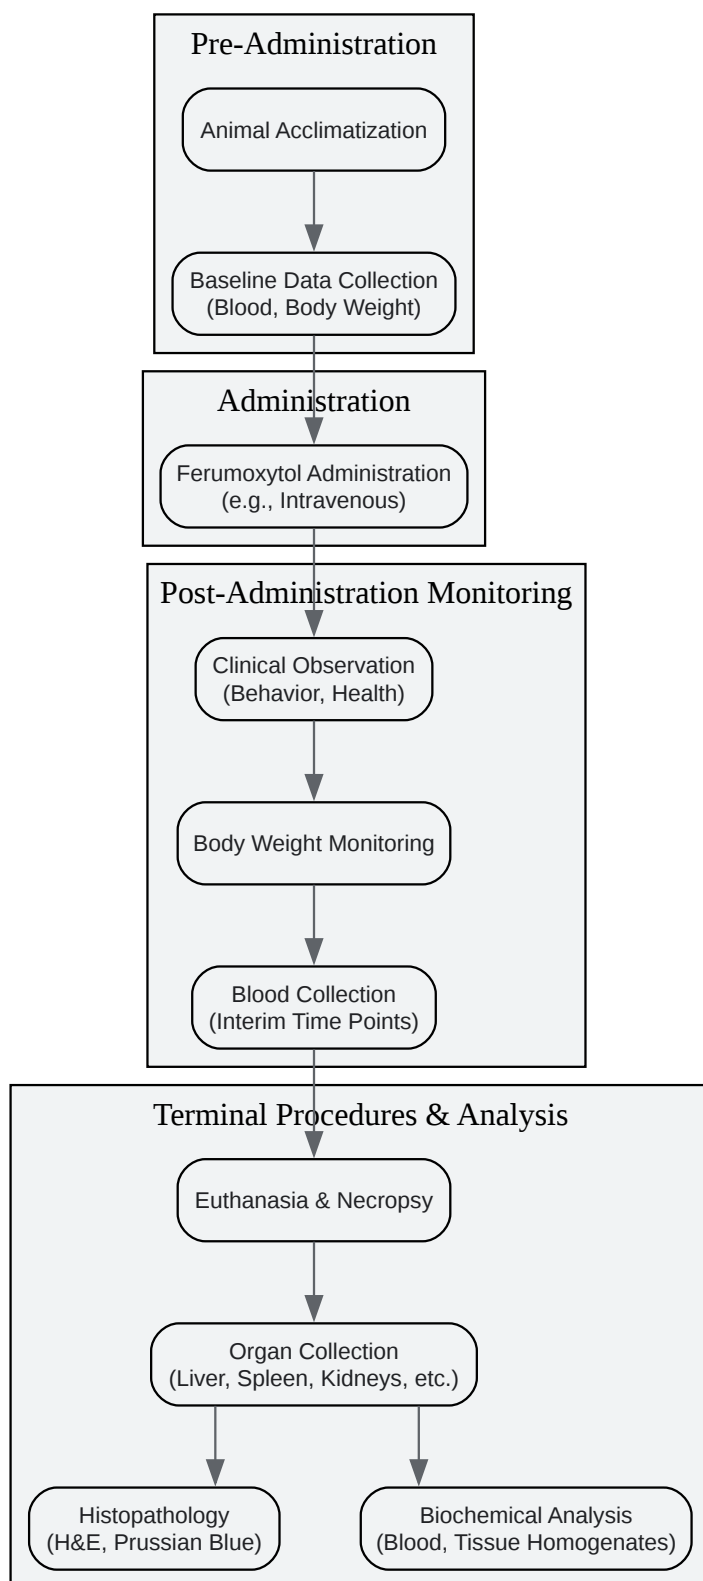 Pre-Administration
Animal Acclimatization
Baseline Data Collection
(Blood, Body Weight)
Administration
Ferumoxytol Administration
(e.g., Intravenous)
Post-Administration Monitoring
Clinical Observation
(Behavior, Health)
Body Weight Monitoring
Blood Collection
(Interim Time Points)
Terminal Procedures & Analysis
Euthanasia & Necropsy
Organ Collection
(Liver, Spleen, Kidneys, etc.)
Histopathology
(H&E, Prussian Blue)
Biochemical Analysis
(Blood, Tissue Homogenates)